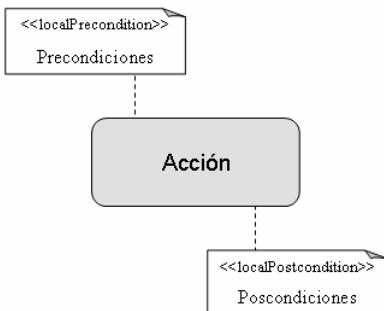 <<localPrecondition>>
Precondiciones
Acción
<<localPostcondition>>
Poscondiciones